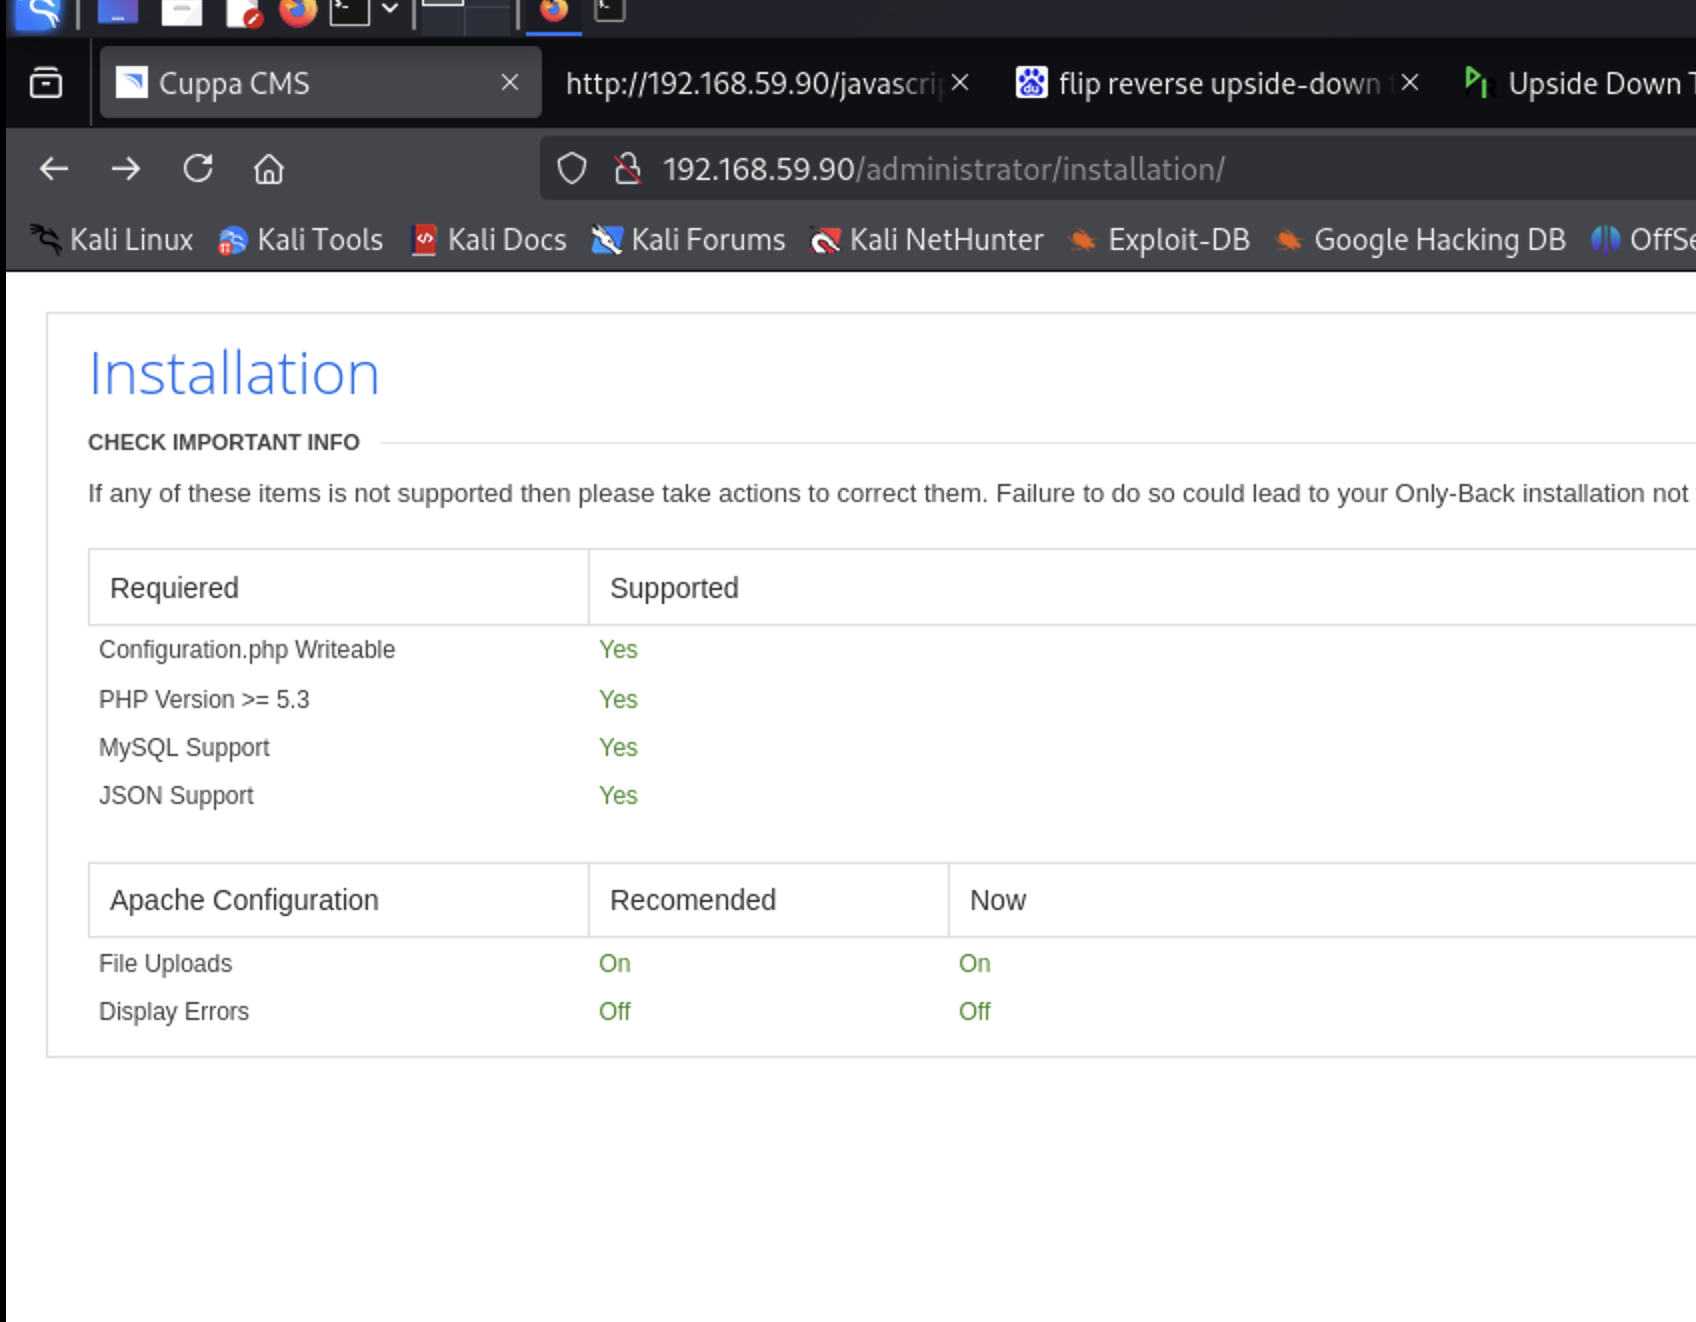 Cuppa CMS
http://192.168.59.90/javascrip
flip reverse upside-down
Upside Down
192.168.59.90/administrator/installation/
Kali Linux
Kali Tools
Kali Docs
Kali Forums
Kali NetHunter
Exploit-DB
Google Hacking DB
OffSe
Installation
CHECK IMPORTANT INFO
If any of these items is not supported then please take actions to correct them. Failure to do so could lead to your Only-Back installation not
Requiered Supported
Configuration.php Writeable Yes
PHP Version >= 5.3 Yes
MySQL Support Yes
JSON Support Yes
Apache Configuration Recomended Now
File Uploads On On
Display Errors Off Off